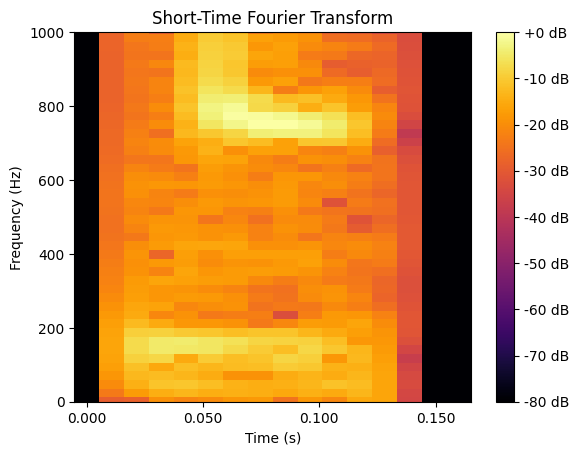 Short-Time Fourier Transform
1000
800
600
400
200
0
Frequency (Hz)
0.000
0.050
0.100
0.150
Time (s)
+0 dB
-10 dB
-20 dB
-30 dB
-40 dB
-50 dB
-60 dB
-70 dB
-80 dB